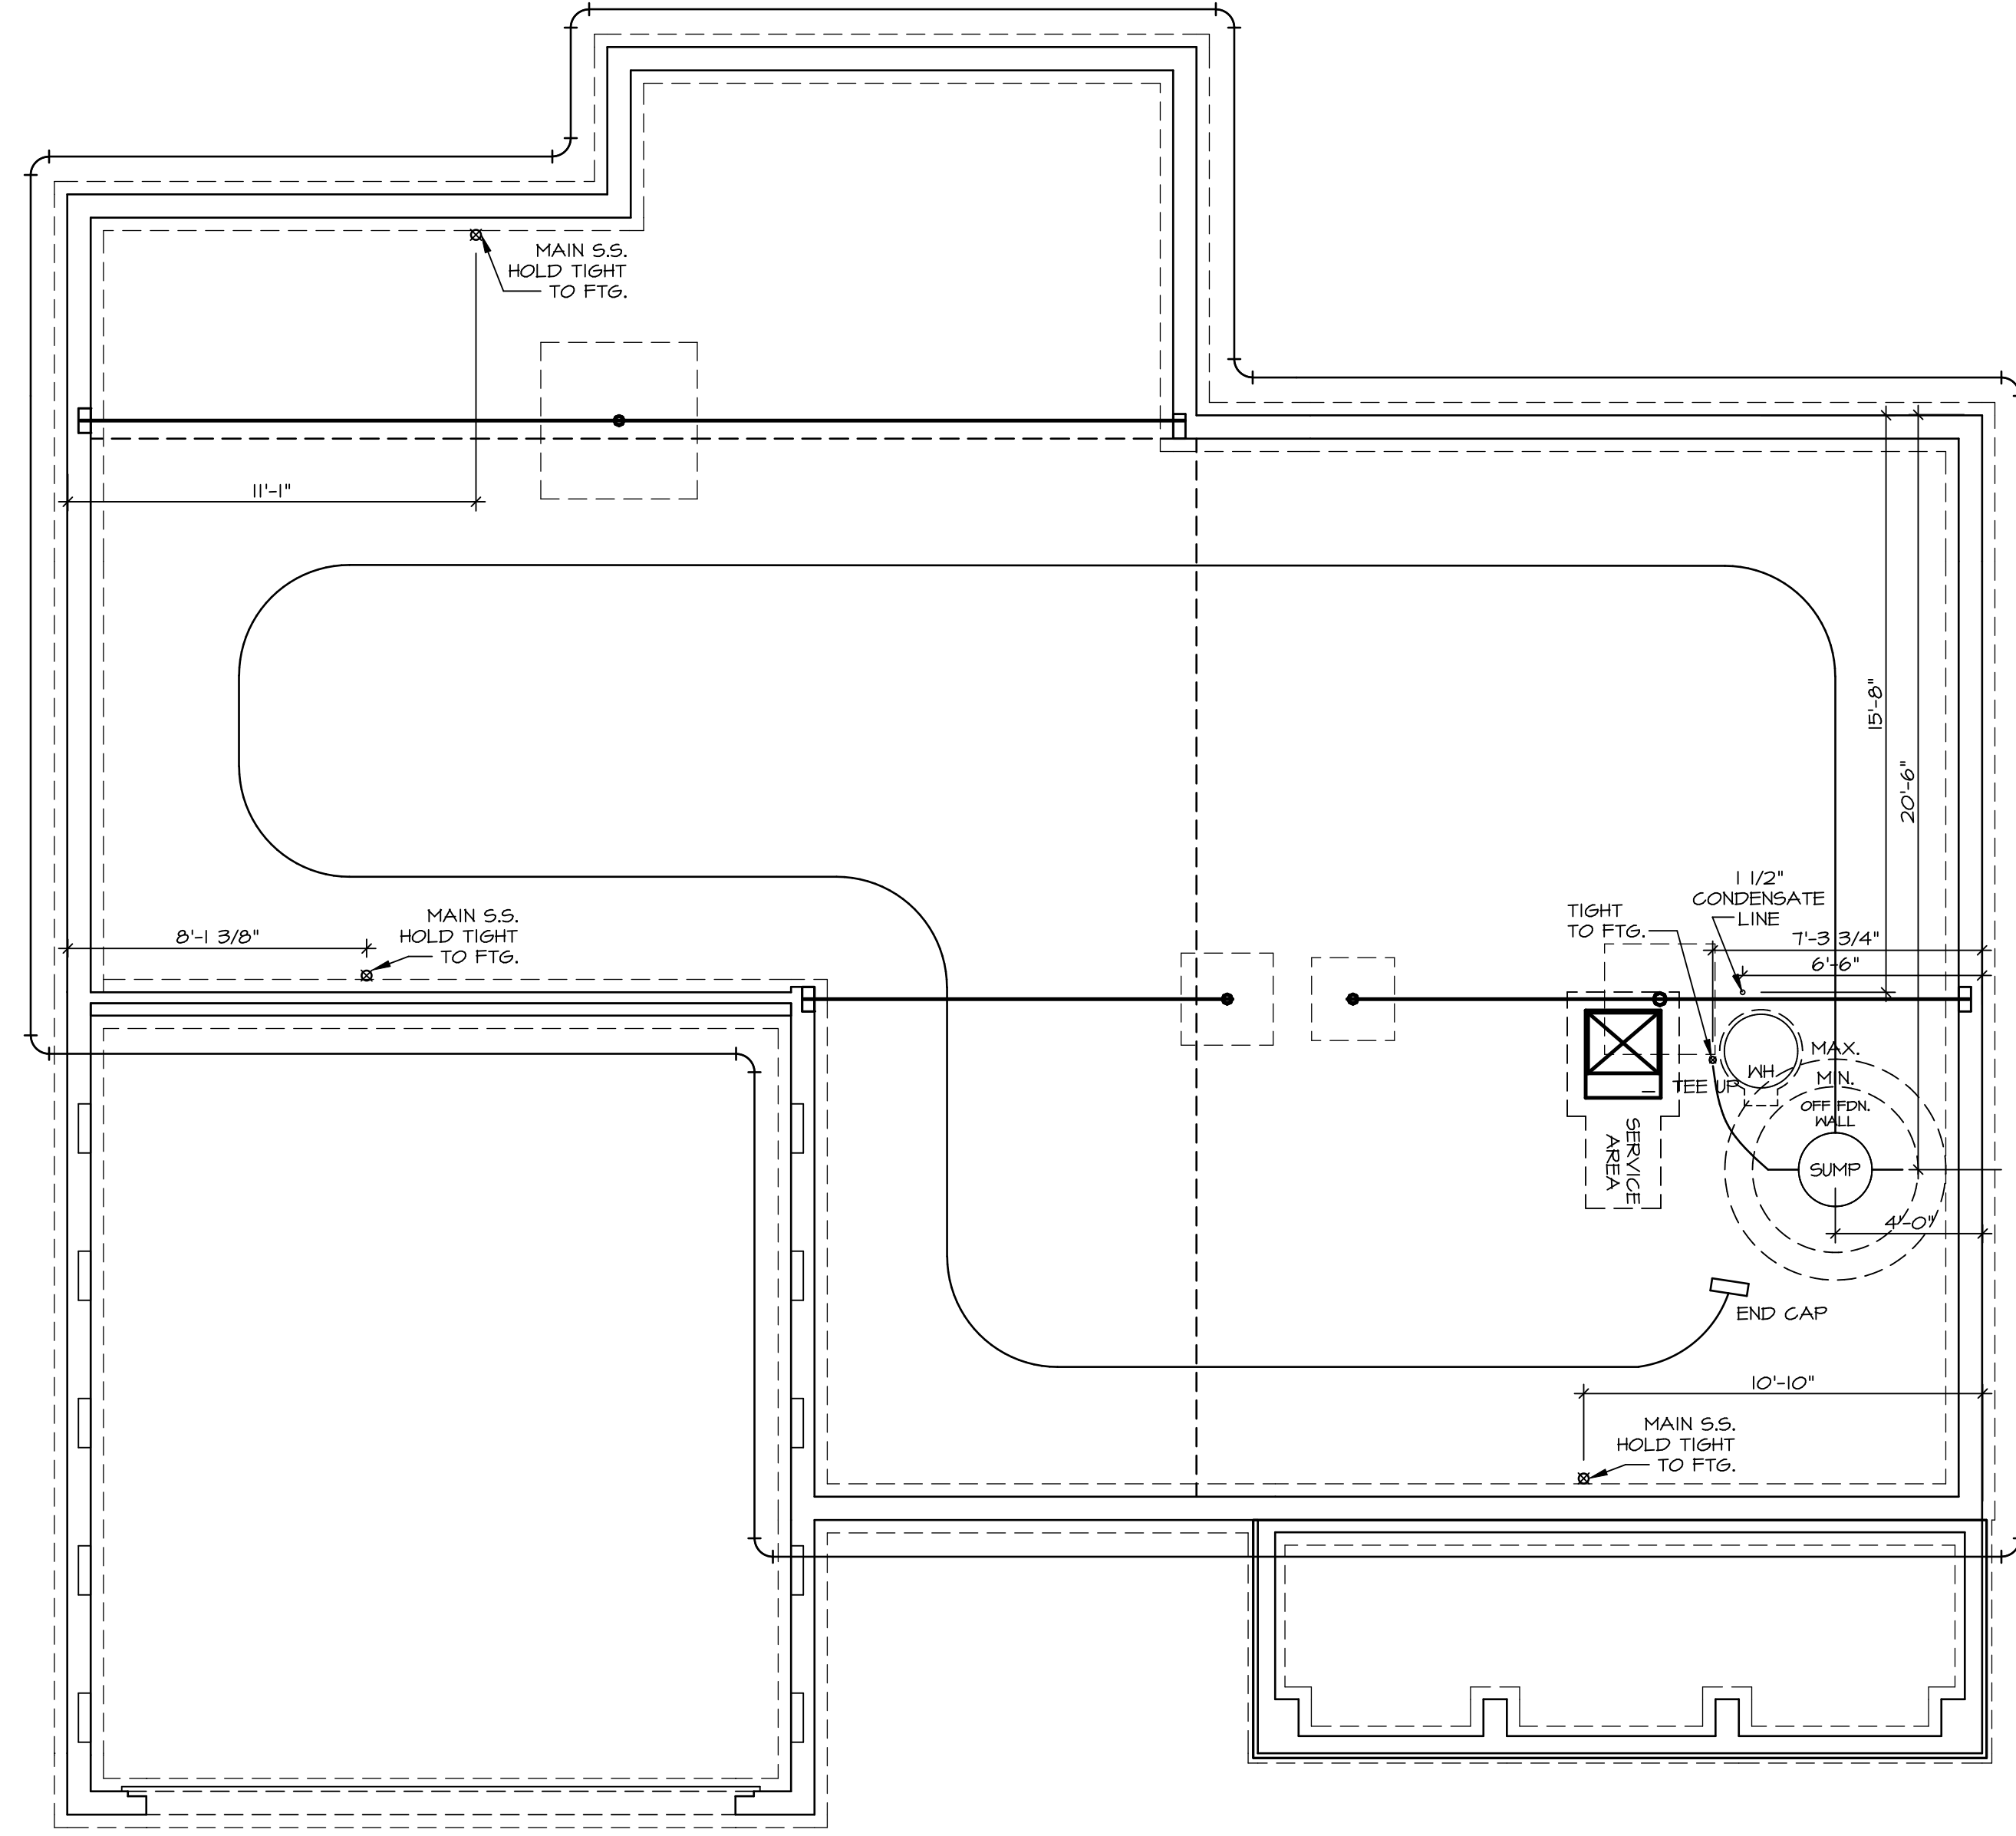 MAIN S.S.
HOLD TIGHT
TO FTG.
11'-1"
15'-8"
20'-6"
1 1/2"
CONDENSATE
LINE
TIGHT
TO FTG.
MAIN S.S.
HOLD TIGHT
TO FTG.
8'-1 3/8"
7'-3 3/4"
6'-6"
MAX.
WH
MIN.
TEE UP
OFF FDN.
WALL
SERVICE
AREA
SUMP
4'-0"
END CAP
10'-10"
MAIN S.S.
HOLD TIGHT
TO FTG.